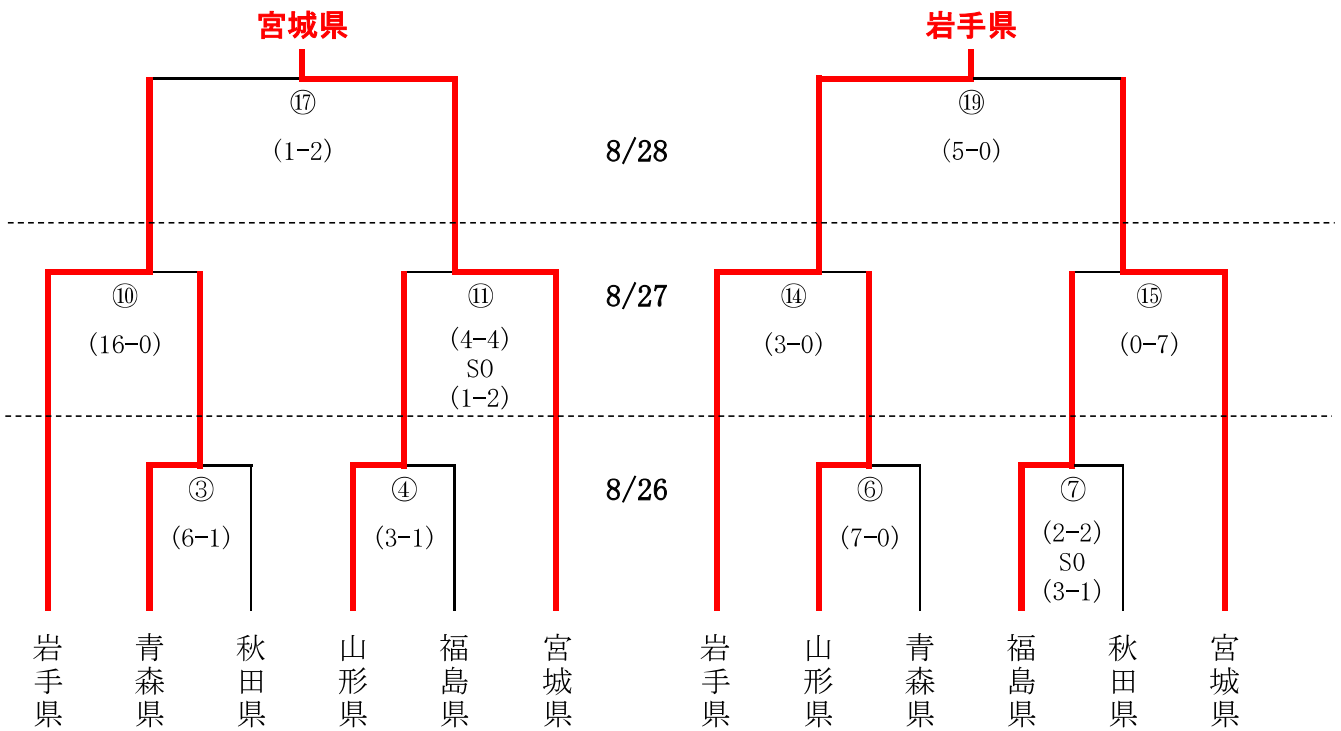 宮城県
岩手県
⑰
⑲
(1-2)
8/28
(5-0)
⑩
⑪
8/27
⑭
⑮
(16-0)
(4-4)
SO
(1-2)
(3-0)
(0-7)
③
④
8/26
⑥
⑦
(6-1)
(3-1)
(7-0)
(2-2)
SO
(3-1)
岩手県
青森県
秋田県
山形県
福島県
宮城県
岩手県
山形県
青森県
福島県
秋田県
宮城県